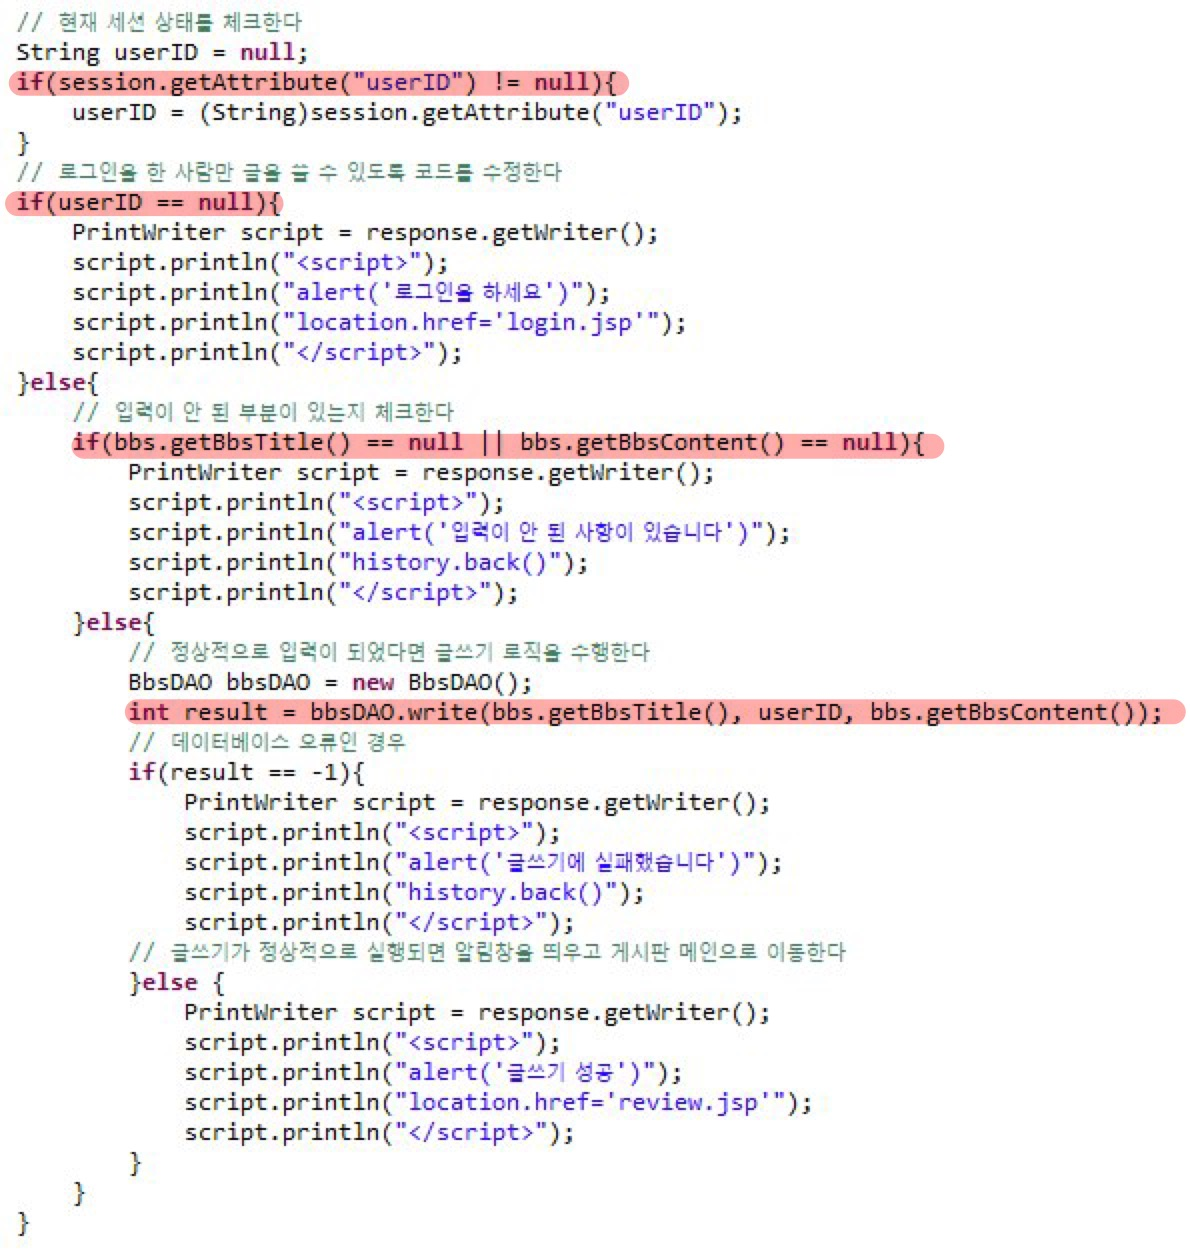 // 현재 세션 상태를 체크한다
String userID = null;
if(session.getAttribute("userID") != null){
    userID = (String)session.getAttribute("userID");
}
// 로그인을 한 사람만 글을 쓸 수 있도록 코드를 수정한다
if(userID == null){
    PrintWriter script = response.getWriter();
    script.println("<script>");
    script.println("alert('로그인을 하세요')");
    script.println("location.href='login.jsp'");
    script.println("</script>");
}else{
    // 입력이 안 된 부분이 있는지 체크한다
    if(bbs.getBbsTitle() == null || bbs.getBbsContent() == null){
        PrintWriter script = response.getWriter();
        script.println("<script>");
        script.println("alert('입력이 안 된 사항이 있습니다')");
        script.println("history.back()");
        script.println("</script>");
    }else{
        // 정상적으로 입력이 되었다면 글쓰기 로직을 수행한다
        BbsDAO bbsDAO = new BbsDAO();
        int result = bbsDAO.write(bbs.getBbsTitle(), userID, bbs.getBbsContent());
        // 데이터베이스 오류인 경우
        if(result == -1){
            PrintWriter script = response.getWriter();
            script.println("<script>");
            script.println("alert('글쓰기에 실패했습니다')");
            script.println("history.back()");
            script.println("</script>");
        // 글쓰기가 정상적으로 실행되면 알림창을 띄우고 게시판 메인으로 이동한다
        }else {
            PrintWriter script = response.getWriter();
            script.println("<script>");
            script.println("alert('글쓰기 성공')");
            script.println("location.href='review.jsp'");
            script.println("</script>");
        }
    }
}